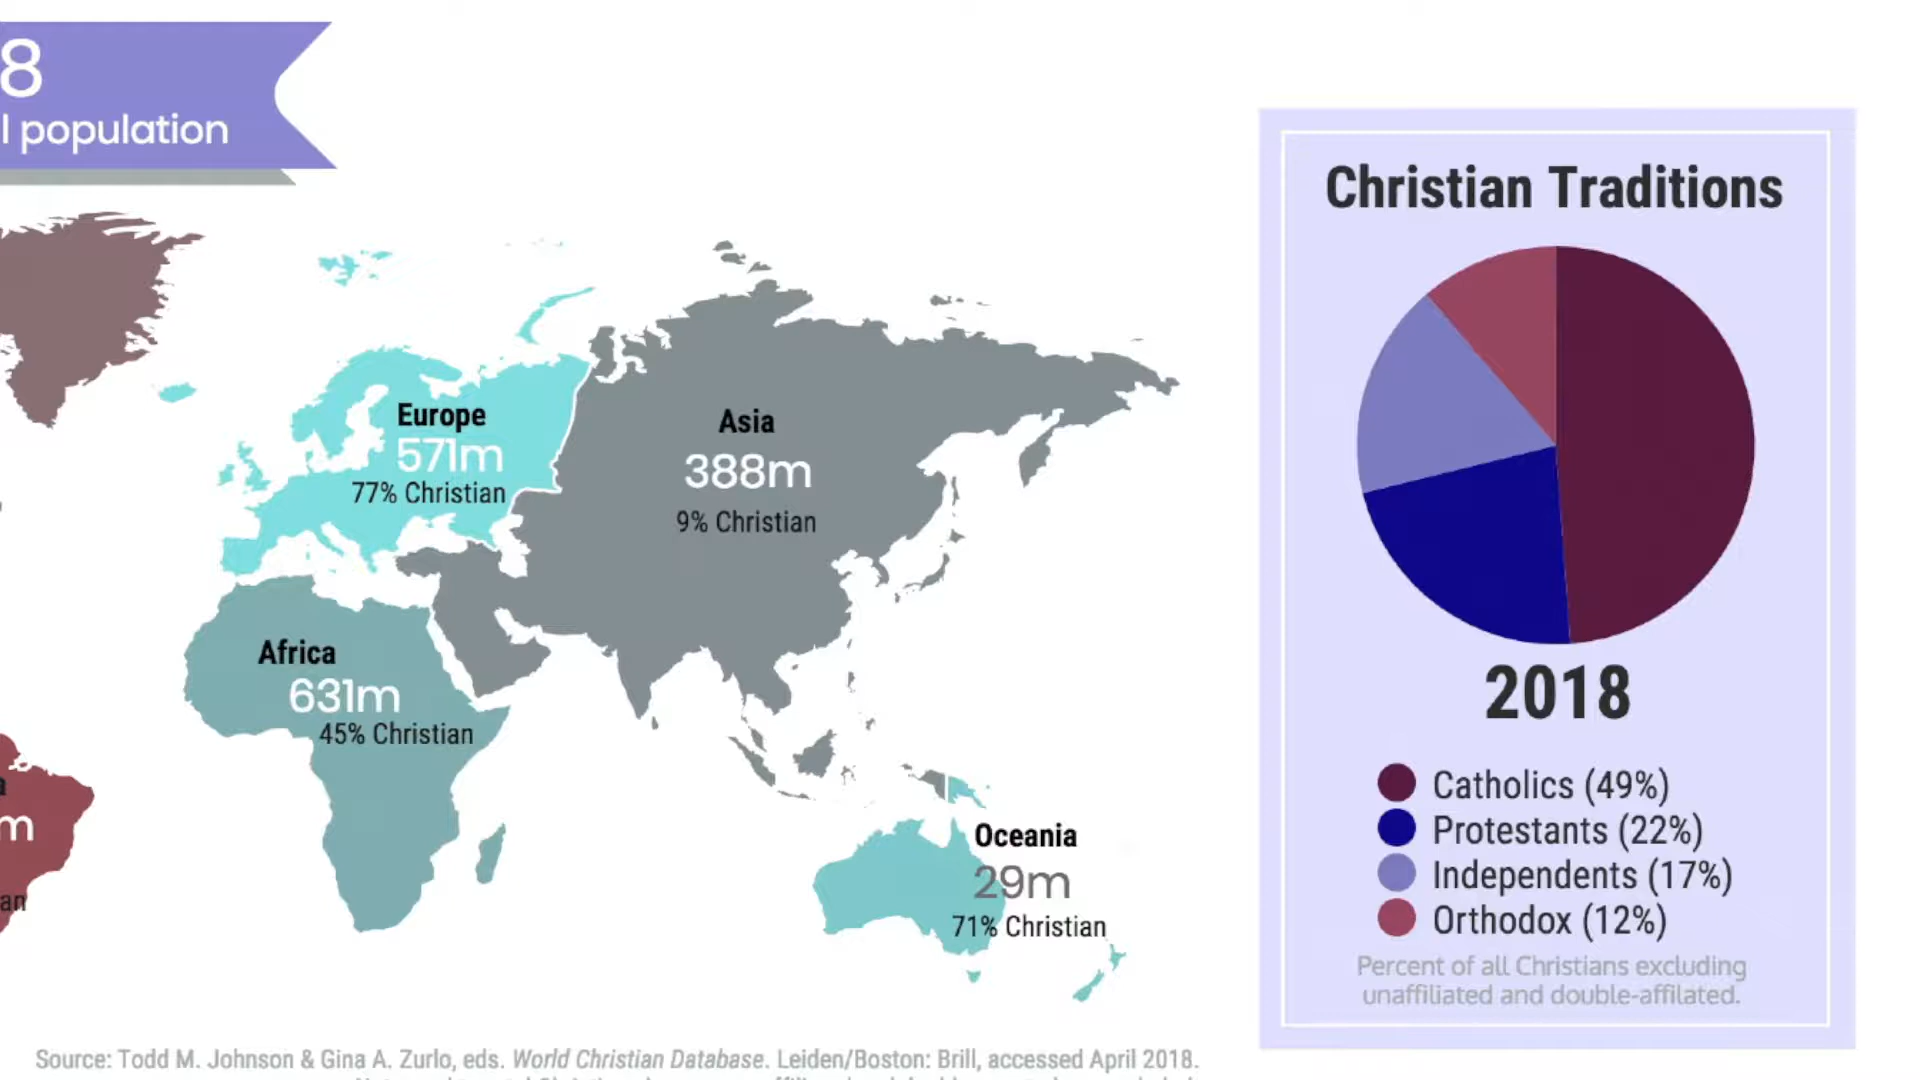 8
l population
Christian Traditions
Europe
571m
77% Christian
Asia
388m
9% Christian
Africa
631m
45% Christian
a
m
an
Oceania
29m
71% Christian
2018
Catholics (49%)
Protestants (22%)
Independents (17%)
Orthodox (12%)
Percent of all Christians excluding
unaffiliated and double-affilated.
Source: Todd M. Johnson & Gina A. Zurlo, eds. World Christian Database. Leiden/Boston: Brill, accessed April 2018.